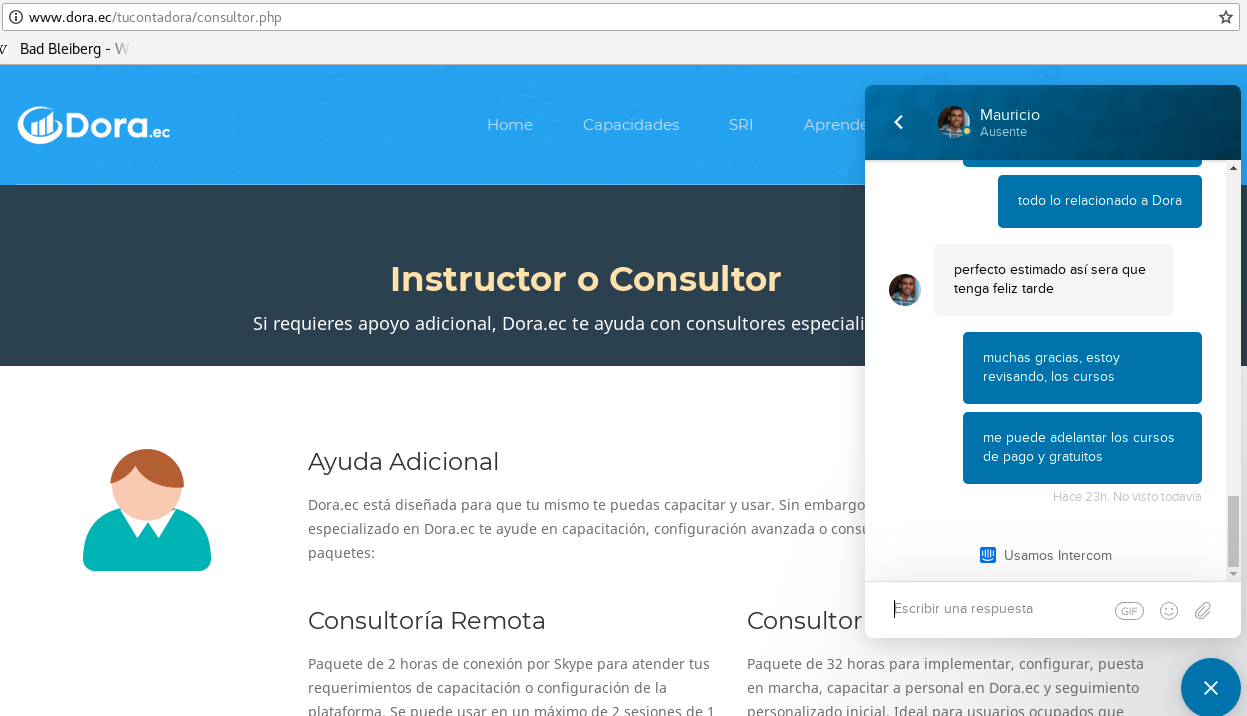 www.dora.ec/tucontadora/consultor.php
Bad Bleiberg - W
Dora.ec
Home Capacidades SRI Aprende
Instructor o Consultor
Si requieres apoyo adicional, Dora.ec te ayuda con consultores
Ayuda Adicional
Dora.ec está diseñada para que tu mismo te puedas capacitar y usar. Sin embargo
especializado en Dora.ec te ayude en capacitación, configuración avanzada o
paquetes:
Consultoría Remota
Paquete de 2 horas de conexión por Skype para atender tus
requerimientos de capacitación o configuración de la
plataforma. Se puede usar en un máximo de 2 sesiones de 1
Consultor
Paquete de 32 horas para implementar, configurar, puesta
en marcha, capacitar a personal en Dora.ec y seguimiento
personalizado inicial. Ideal para usuarios ocupados que
Mauricio
Ausente
todo lo relacionado a Dora
perfecto estimado así sera que
tenga feliz tarde
muchas gracias, estoy
revisando, los cursos
me puede adelantar los cursos
de pago y gratuitos
Hace 23h. No visto todavía
Usamos Intercom
Escribir una respuesta
GIF